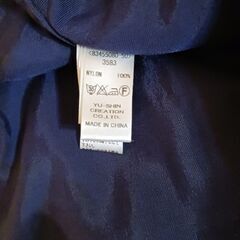 3583
NYLON 100%
YU-SHIN
CREATION
CO.,LTD.
MADE IN CHINA